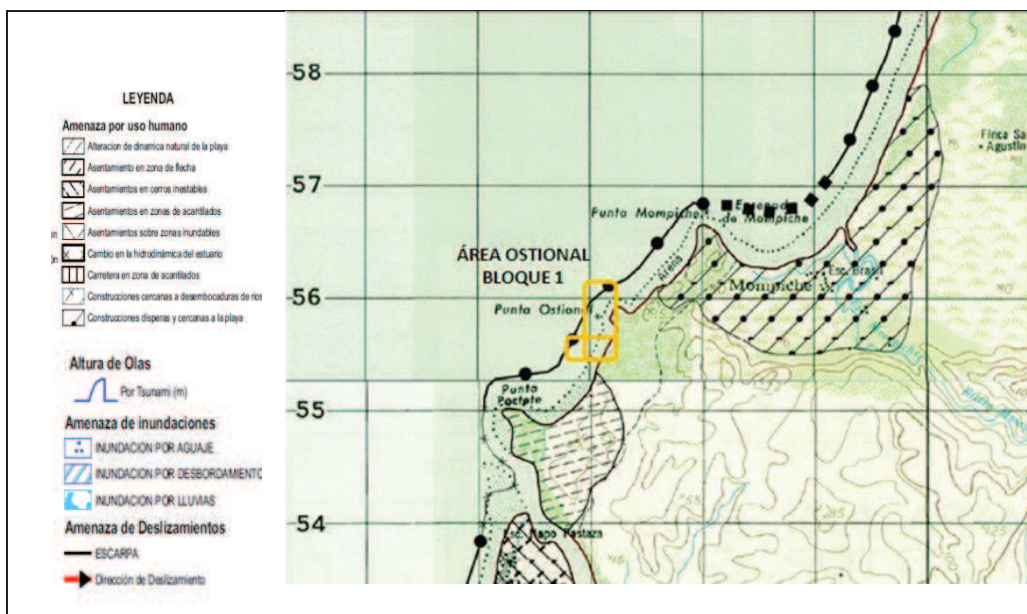 LEYENDA
Amenaza por uso humano
Alteracion de dinamica natural de la playa
Asentamiento en zona de flecha
Asentamientos en cerros inestables
Asentamientos en zonas de acantilados
Asentamientos sobre zonas inundables
Cambio en la hidrodinámica del estuario
Carretera en zona de acantilados
Construcciones cercanas a desembocaduras de rios
Construcciones disperas y cercanas a la playa
Altura de Olas
Por Tsunami (m)
Amenaza de inundaciones
INUNDACION POR AGUAJE
INUNDACION POR DESBORDAMIENTO
INUNDACION POR LLUVIAS
Amenaza de Deslizamientos
ESCARPA
Dirección de Deslizamiento
58
57
56
55
54
Finca Sa
Agustin
Punta Mompiche
Ensenada
de Mompiche
ÁREA OSTIONAL
BLOQUE 1
Arena
Esc. Brasil
Mompiche
Punta Ostional
Punta
Esc.